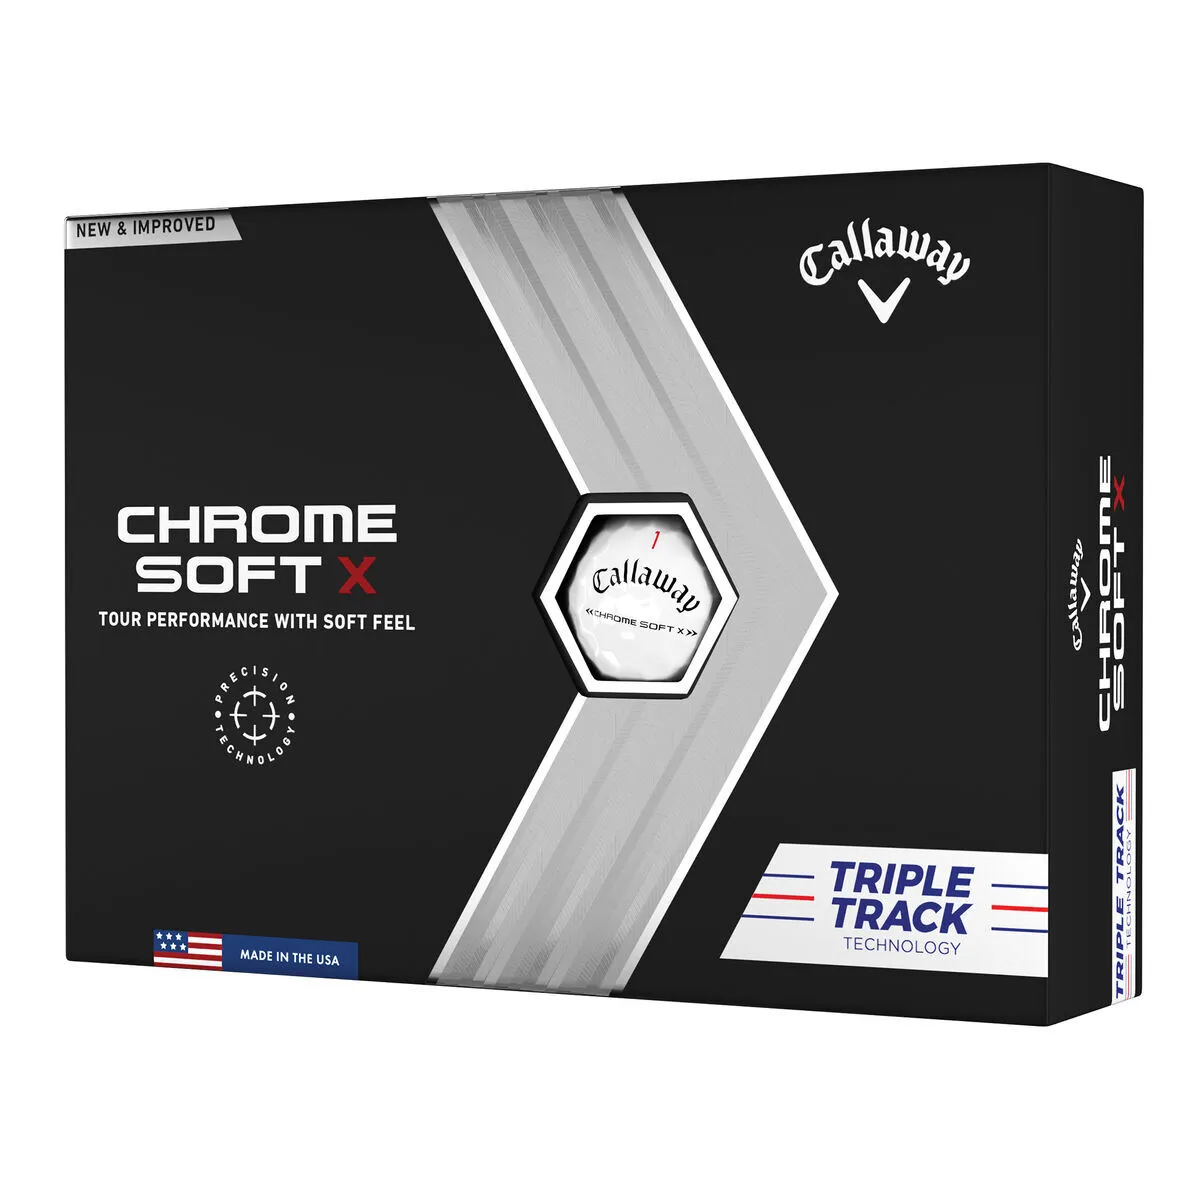 NEW & IMPROVED
Callaway
CHROME
SOFT X
TOUR PERFORMANCE WITH SOFT FEEL
PRECISION
TECHNOLOGY
1
Callaway
CHROME SOFT X
TRIPLE
TRACK
TECHNOLOGY
MADE IN THE USA
Callaway
CHROME
SOFT X
TRIPLE TRACK
TECHNOLOGY